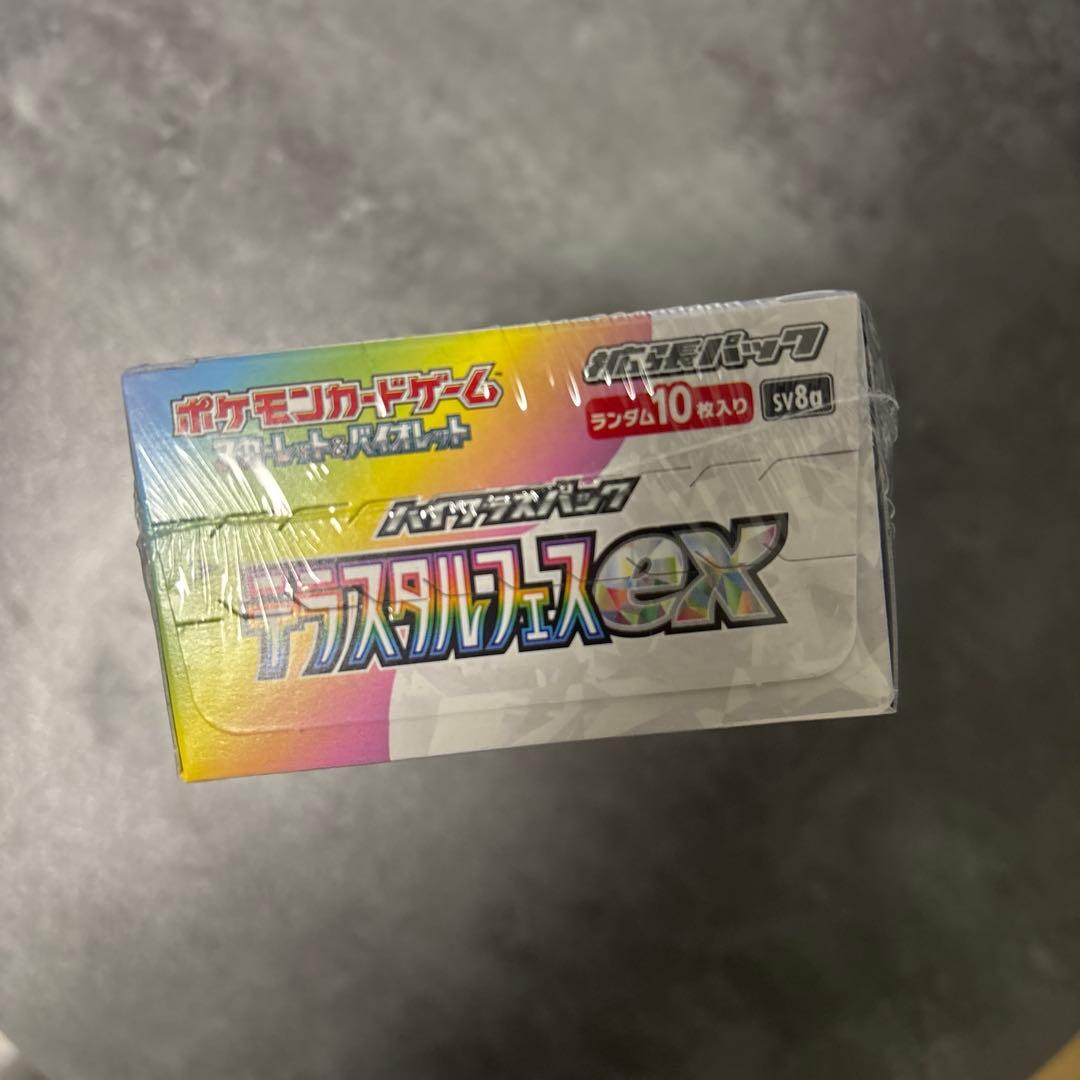 ポケモンカードゲーム
スカーレット&バイオレット
拡張パック
ランダム10枚入り
SV8a
ハイクラスパック
テラスタルフェスex